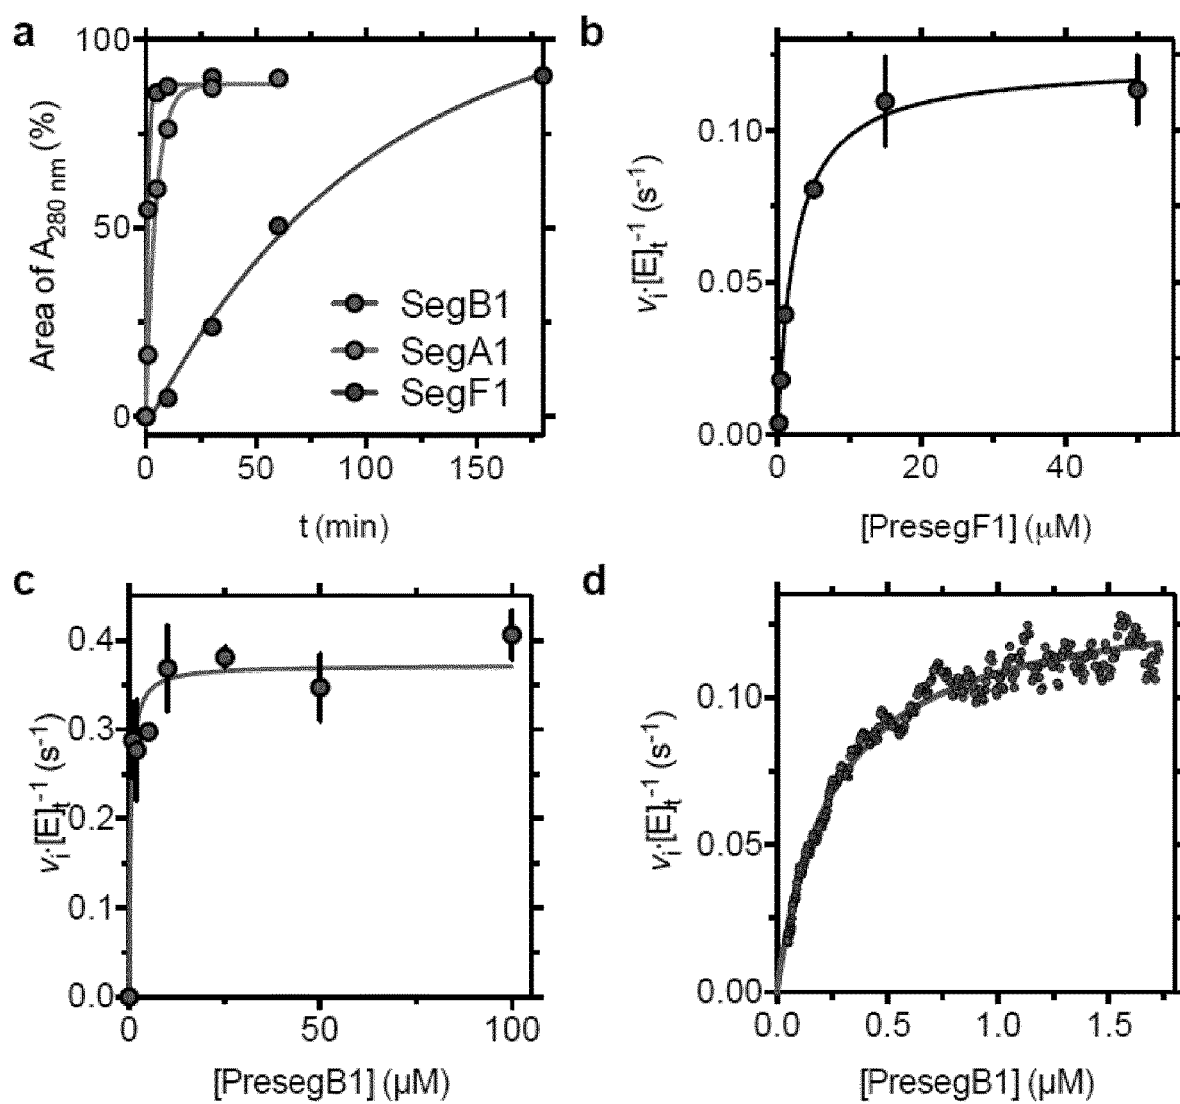 a
100
50
0
Area of A280 nm (%)
SegB1
SegA1
SegF1
0 50 100 150
t (min)
b
0.10
0.05
0.00
vi·[E]t-1 (s-1)
0 20 40
[PresegF1] (μM)
c
0.4
0.3
0.2
0.1
0.0
vi·[E]t-1 (s-1)
0 50 100
[PresegB1] (µM)
d
0.10
0.05
0.00
vi·[E]t-1 (s-1)
0.0 0.5 1.0 1.5
[PresegB1] (µM)